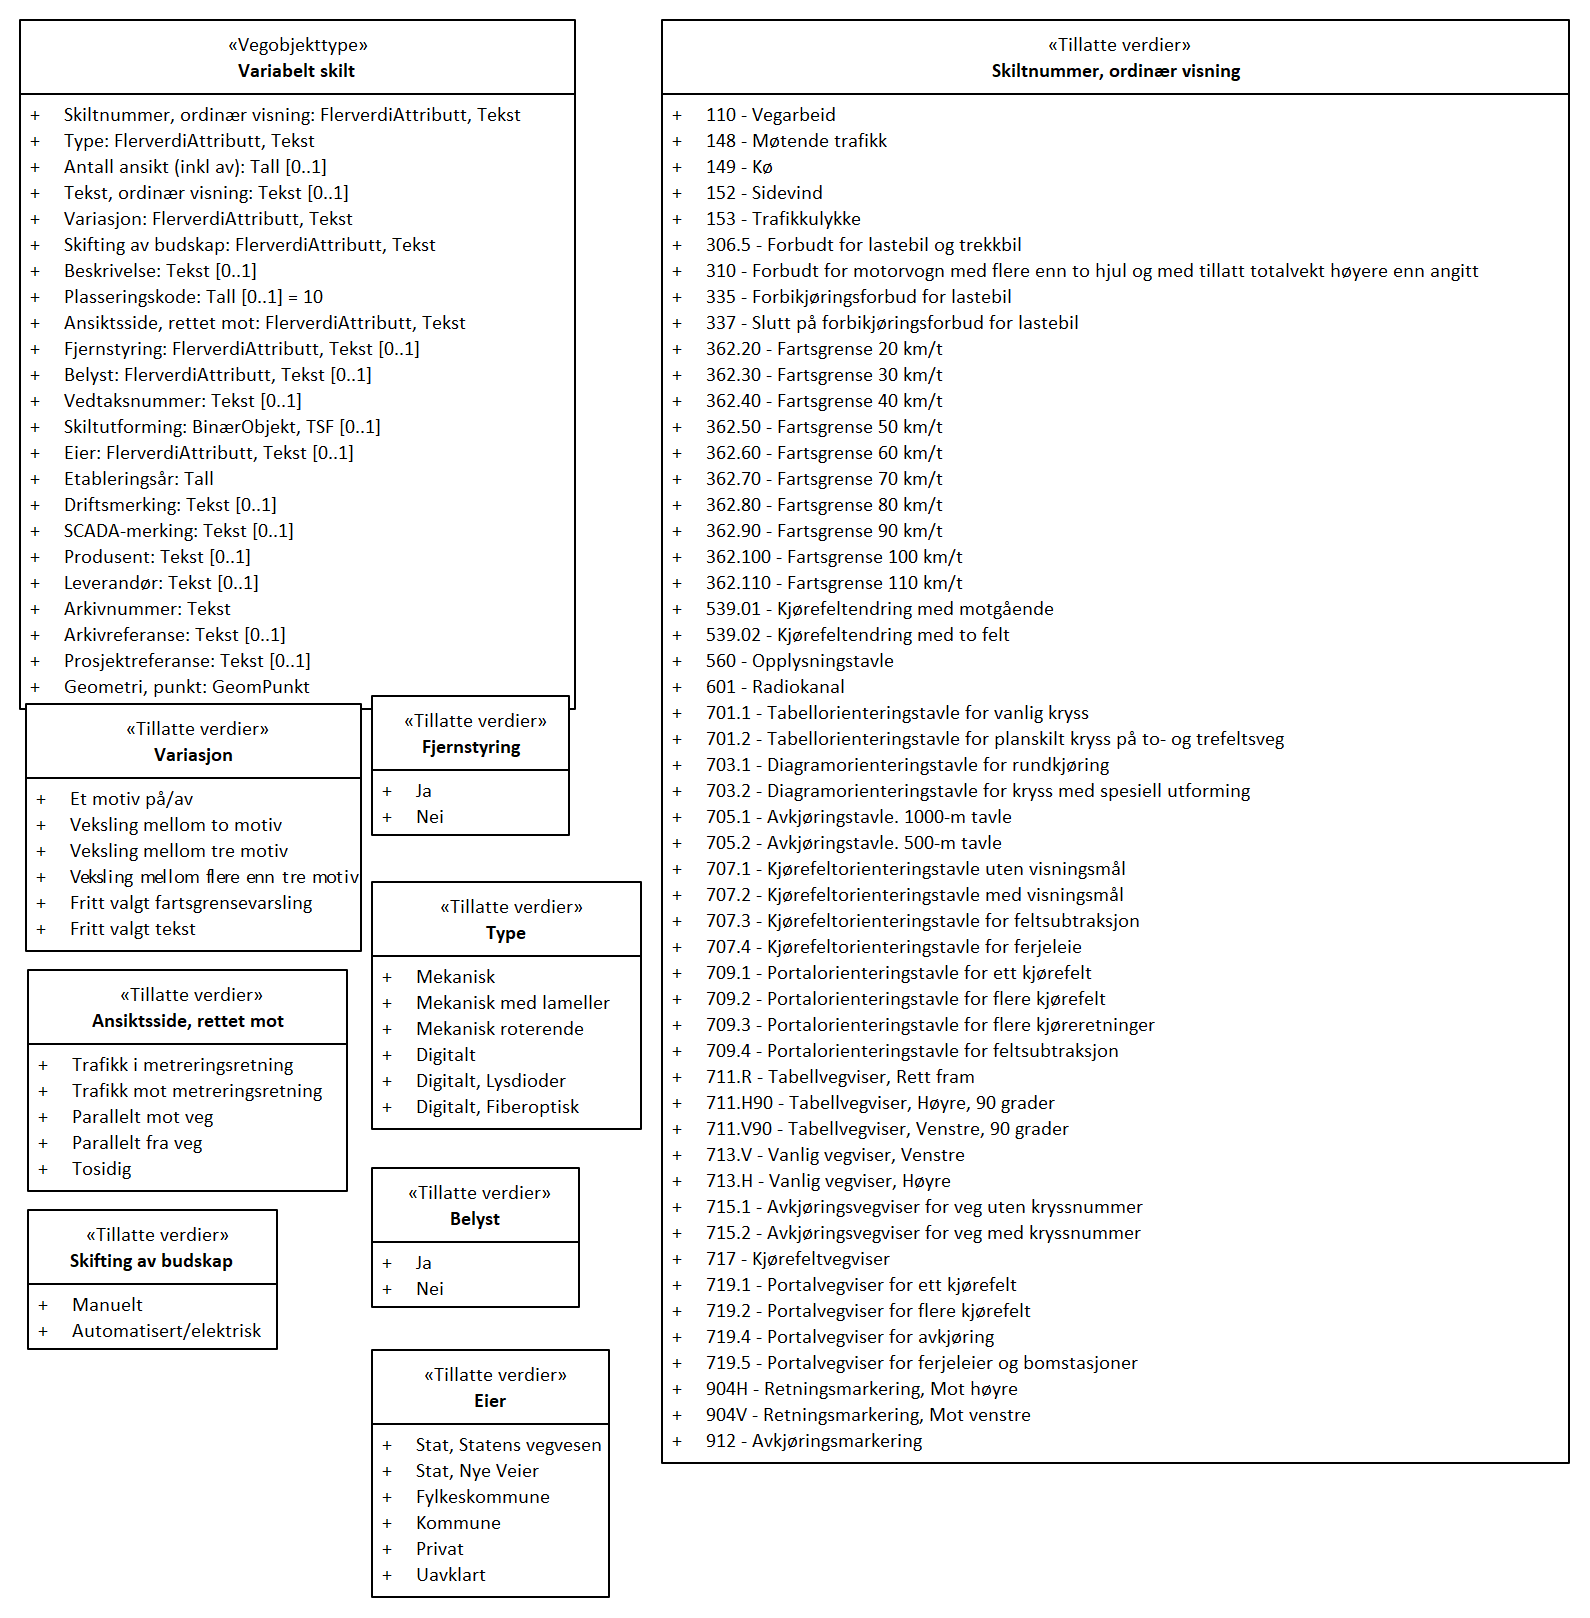 «Vegobjekttype»
Variabelt skilt
+ Skiltnummer, ordinær visning: FlerverdiAttributt, Tekst
+ Type: FlerverdiAttributt, Tekst
+ Antall ansikt (inkl av): Tall [0..1]
+ Tekst, ordinær visning: Tekst [0..1]
+ Variasjon: FlerverdiAttributt, Tekst
+ Skifting av budskap: FlerverdiAttributt, Tekst
+ Beskrivelse: Tekst [0..1]
+ Plasseringskode: Tall [0..1] = 10
+ Ansiktsside, rettet mot: FlerverdiAttributt, Tekst
+ Fjernstyring: FlerverdiAttributt, Tekst [0..1]
+ Belyst: FlerverdiAttributt, Tekst [0..1]
+ Vedtaksnummer: Tekst [0..1]
+ Skiltutforming: BinærObjekt, TSF [0..1]
+ Eier: FlerverdiAttributt, Tekst [0..1]
+ Etableringsår: Tall
+ Driftsmerking: Tekst [0..1]
+ SCADA-merking: Tekst [0..1]
+ Produsent: Tekst [0..1]
+ Leverandør: Tekst [0..1]
+ Arkivnummer: Tekst
+ Arkivreferanse: Tekst [0..1]
+ Prosjektreferanse: Tekst [0..1]
+ Geometri, punkt: GeomPunkt
«Tillatte verdier»
Variasjon
+ Et motiv på/av
+ Veksling mellom to motiv
+ Veksling mellom tre motiv
+ Veksling mellom flere enn tre motiv
+ Fritt valgt fartsgrensevarsling
+ Fritt valgt tekst
«Tillatte verdier»
Ansiktsside, rettet mot
+ Trafikk i metreringsretning
+ Trafikk mot metreringsretning
+ Parallelt mot veg
+ Parallelt fra veg
+ Tosidig
«Tillatte verdier»
Skifting av budskap
+ Manuelt
+ Automatisert/elektrisk
«Tillatte verdier»
Fjernstyring
+ Ja
+ Nei
«Tillatte verdier»
Type
+ Mekanisk
+ Mekanisk med lameller
+ Mekanisk roterende
+ Digitalt
+ Digitalt, Lysdioder
+ Digitalt, Fiberoptisk
«Tillatte verdier»
Belyst
+ Ja
+ Nei
«Tillatte verdier»
Eier
+ Stat, Statens vegvesen
+ Stat, Nye Veier
+ Fylkeskommune
+ Kommune
+ Privat
+ Uavklart
«Tillatte verdier»
Skiltnummer, ordinær visning
+ 110 - Vegarbeid
+ 148 - Møtende trafikk
+ 149 - Kø
+ 152 - Sidevind
+ 153 - Trafikkulykke
+ 306.5 - Forbudt for lastebil og trekkbil
+ 310 - Forbudt for motorvogn med flere enn to hjul og med tillatt totalvekt høyere enn angitt
+ 335 - Forbikjøringsforbud for lastebil
+ 337 - Slutt på forbikjøringsforbud for lastebil
+ 362.20 - Fartsgrense 20 km/t
+ 362.30 - Fartsgrense 30 km/t
+ 362.40 - Fartsgrense 40 km/t
+ 362.50 - Fartsgrense 50 km/t
+ 362.60 - Fartsgrense 60 km/t
+ 362.70 - Fartsgrense 70 km/t
+ 362.80 - Fartsgrense 80 km/t
+ 362.90 - Fartsgrense 90 km/t
+ 362.100 - Fartsgrense 100 km/t
+ 362.110 - Fartsgrense 110 km/t
+ 539.01 - Kjørefeltendring med motgående
+ 539.02 - Kjørefeltendring med to felt
+ 560 - Opplysningstavle
+ 601 - Radiokanal
+ 701.1 - Tabellorienteringstavle for vanlig kryss
+ 701.2 - Tabellorienteringstavle for planskilt kryss på to- og trefeltsveg
+ 703.1 - Diagramorienteringstavle for rundkjøring
+ 703.2 - Diagramorienteringstavle for kryss med spesiell utforming
+ 705.1 - Avkjøringstavle. 1000-m tavle
+ 705.2 - Avkjøringstavle. 500-m tavle
+ 707.1 - Kjørefeltorienteringstavle uten visningsmål
+ 707.2 - Kjørefeltorienteringstavle med visningsmål
+ 707.3 - Kjørefeltorienteringstavle for feltsubtraksjon
+ 707.4 - Kjørefeltorienteringstavle for ferjeleie
+ 709.1 - Portalorienteringstavle for ett kjørefelt
+ 709.2 - Portalorienteringstavle for flere kjørefelt
+ 709.3 - Portalorienteringstavle for flere kjøreretninger
+ 709.4 - Portalorienteringstavle for feltsubtraksjon
+ 711.R - Tabellvegviser, Rett fram
+ 711.H90 - Tabellvegviser, Høyre, 90 grader
+ 711.V90 - Tabellvegviser, Venstre, 90 grader
+ 713.V - Vanlig vegviser, Venstre
+ 713.H - Vanlig vegviser, Høyre
+ 715.1 - Avkjøringsvegviser for veg uten kryssnummer
+ 715.2 - Avkjøringsvegviser for veg med kryssnummer
+ 717 - Kjørefeltvegviser
+ 719.1 - Portalvegviser for ett kjørefelt
+ 719.2 - Portalvegviser for flere kjørefelt
+ 719.4 - Portalvegviser for avkjøring
+ 719.5 - Portalvegviser for ferjeleier og bomstasjoner
+ 904H - Retningsmarkering, Mot høyre
+ 904V - Retningsmarkering, Mot venstre
+ 912 - Avkjøringsmarkering